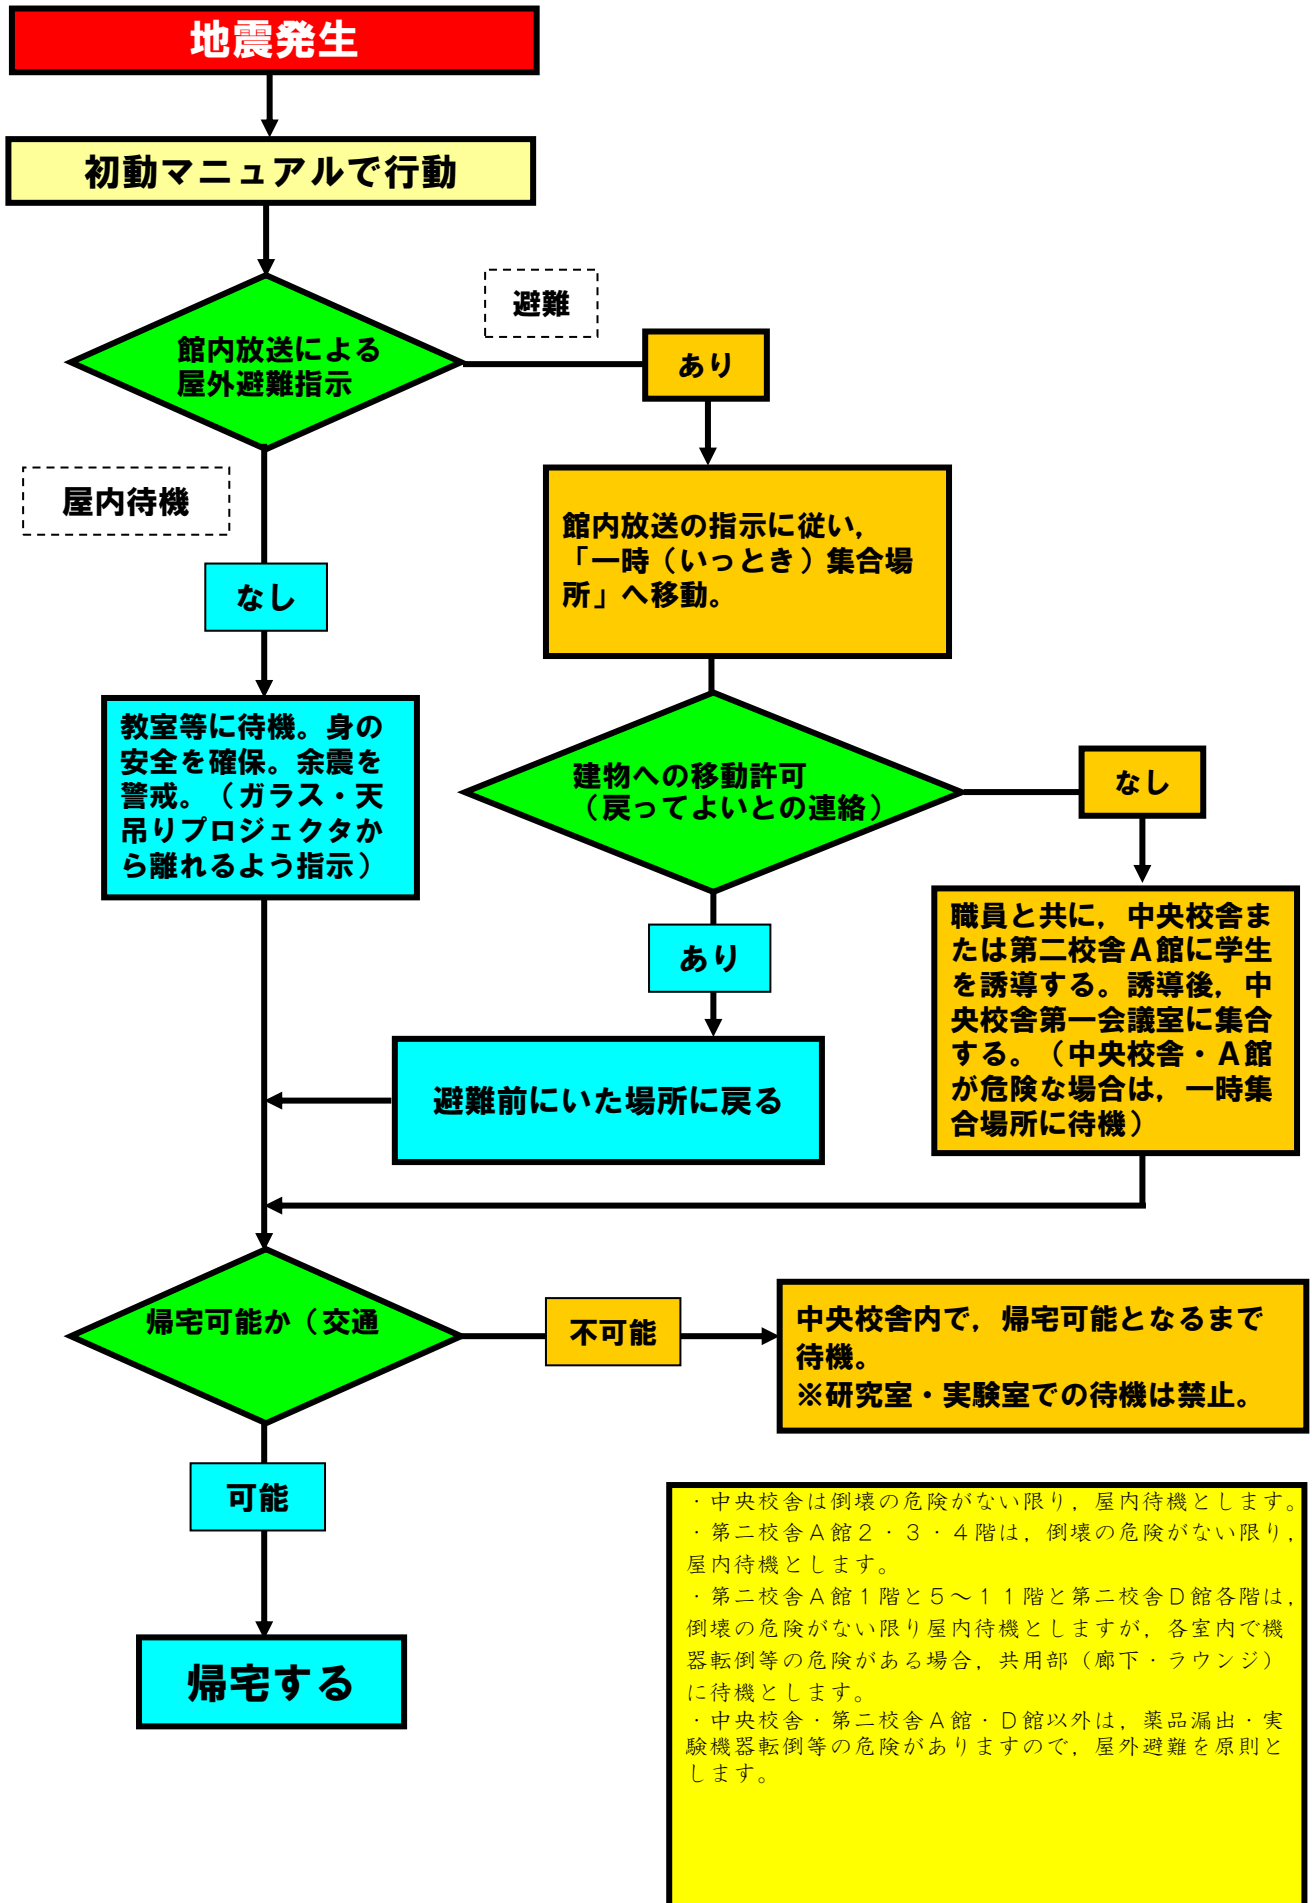 地震発生
初動マニュアルで行動
避難
館内放送による
屋外避難指示
あり
屋内待機
館内放送の指示に従い，
「一時（いっとき）集合場
所」へ移動。
なし
教室等に待機。身の
安全を確保。余震を
警戒。（ガラス・天
吊りプロジェクタか
ら離れるよう指示）
建物への移動許可
（戻ってよいとの連絡）
なし
あり
職員と共に，中央校舎ま
たは第二校舎Ａ館に学生
を誘導する。誘導後，中
央校舎第一会議室に集合
する。（中央校舎・Ａ館
が危険な場合は，一時集
合場所に待機）
避難前にいた場所に戻る
帰宅可能か（交通
不可能
中央校舎内で，帰宅可能となるまで
待機。
※研究室・実験室での待機は禁止。
可能
帰宅する
・中央校舎は倒壊の危険がない限り，屋内待機とします。
・第二校舎Ａ館２・３・４階は，倒壊の危険がない限り，
屋内待機とします。
・第二校舎Ａ館１階と５～１１階と第二校舎Ｄ館各階は，
倒壊の危険がない限り屋内待機としますが，各室内で機
器転倒等の危険がある場合，共用部（廊下・ラウンジ）
に待機とします。
・中央校舎・第二校舎Ａ館・Ｄ館以外は，薬品漏出・実
験機器転倒等の危険がありますので，屋外避難を原則と
します。